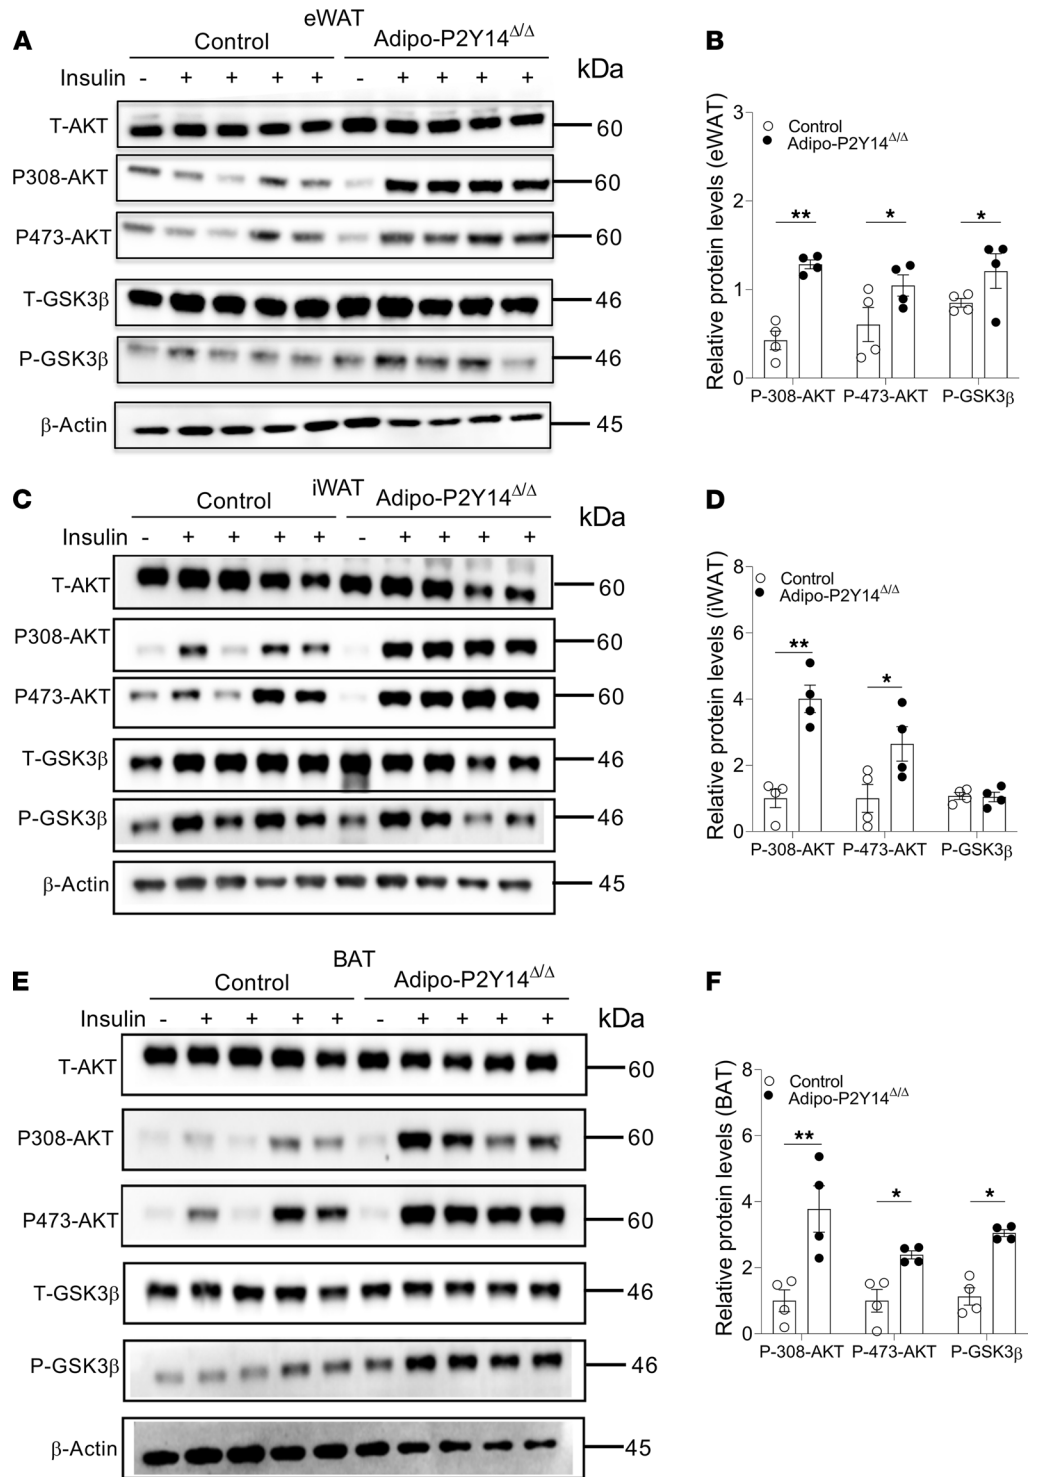 A
eWAT
Control
Adipo-P2Y14Δ/Δ
Insulin - + + + + - + + + +
kDa
T-AKT
60
P308-AKT
60
P473-AKT
60
T-GSK3β
46
P-GSK3β
46
β-Actin
45
B
Relative protein levels (eWAT)
3
2
1
0
Control
Adipo-P2Y14Δ/Δ
**
*
*
P-308-AKT P-473-AKT P-GSK3β
C
iWAT
Control
Adipo-P2Y14Δ/Δ
Insulin - + + + + - + + + +
kDa
T-AKT
60
P308-AKT
60
P473-AKT
60
T-GSK3β
46
P-GSK3β
46
β-Actin
45
D
Relative protein levels (iWAT)
8
6
4
2
0
Control
Adipo-P2Y14Δ/Δ
**
*
P-308-AKT P-473-AKT P-GSK3β
E
BAT
Control
Adipo-P2Y14Δ/Δ
Insulin - + + + + - + + + +
kDa
T-AKT
60
P308-AKT
60
P473-AKT
60
T-GSK3β
46
P-GSK3β
46
β-Actin
45
F
Relative protein levels (BAT)
8
6
4
2
0
Control
Adipo-P2Y14Δ/Δ
**
*
*
P-308-AKT P-473-AKT P-GSK3β